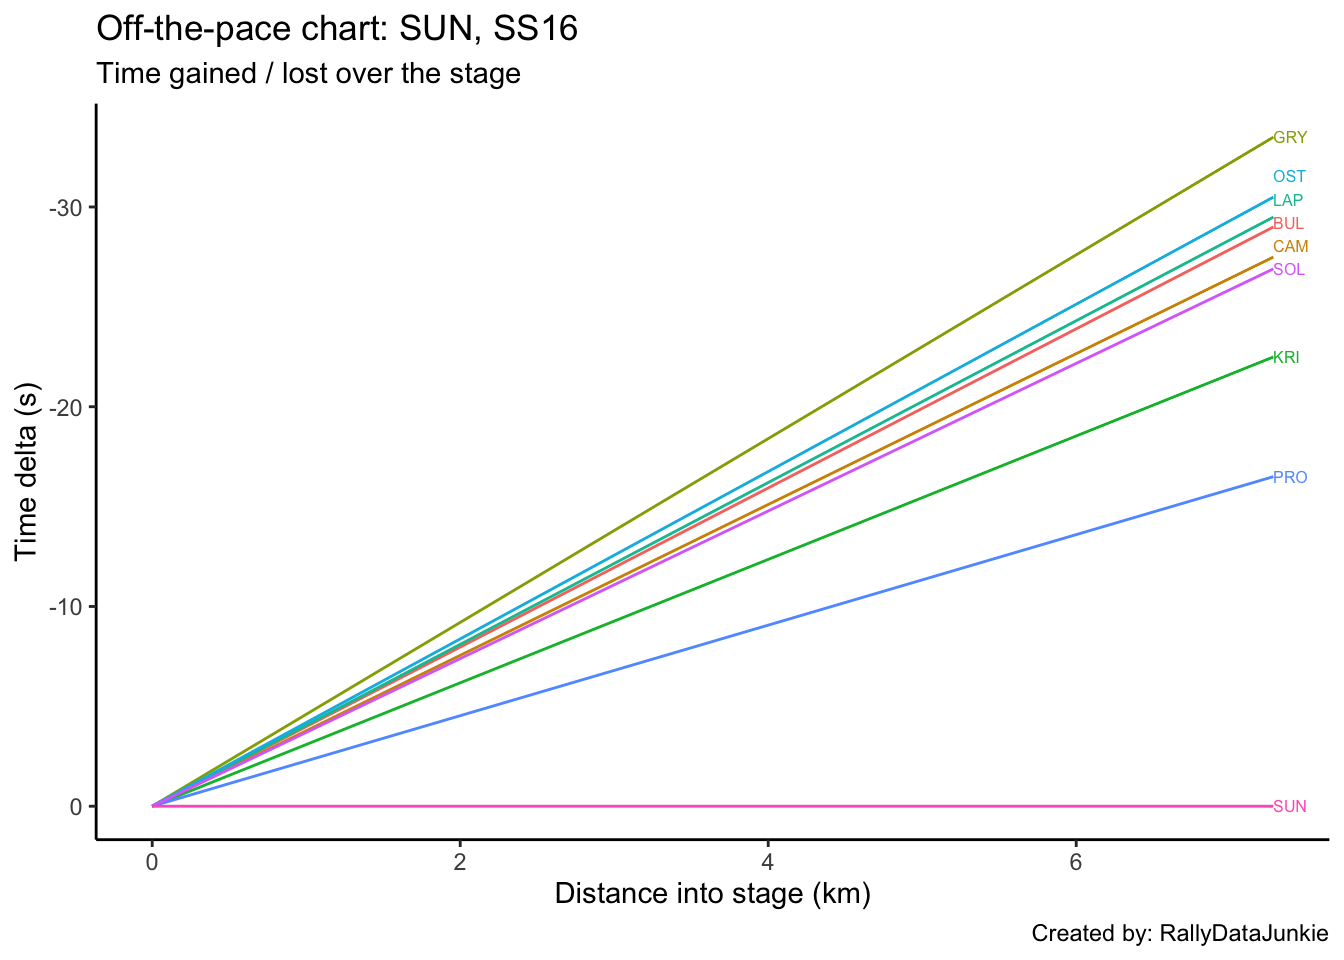 Off-the-pace chart: SUN, SS16
Time gained / lost over the stage
GRY
OST
LAP
BUL
CAM
SOL
KRI
PRO
SUN
-30
-20
-10
0
Time delta (s)
0 2 4 6
Distance into stage (km)
Created by: RallyDataJunkie